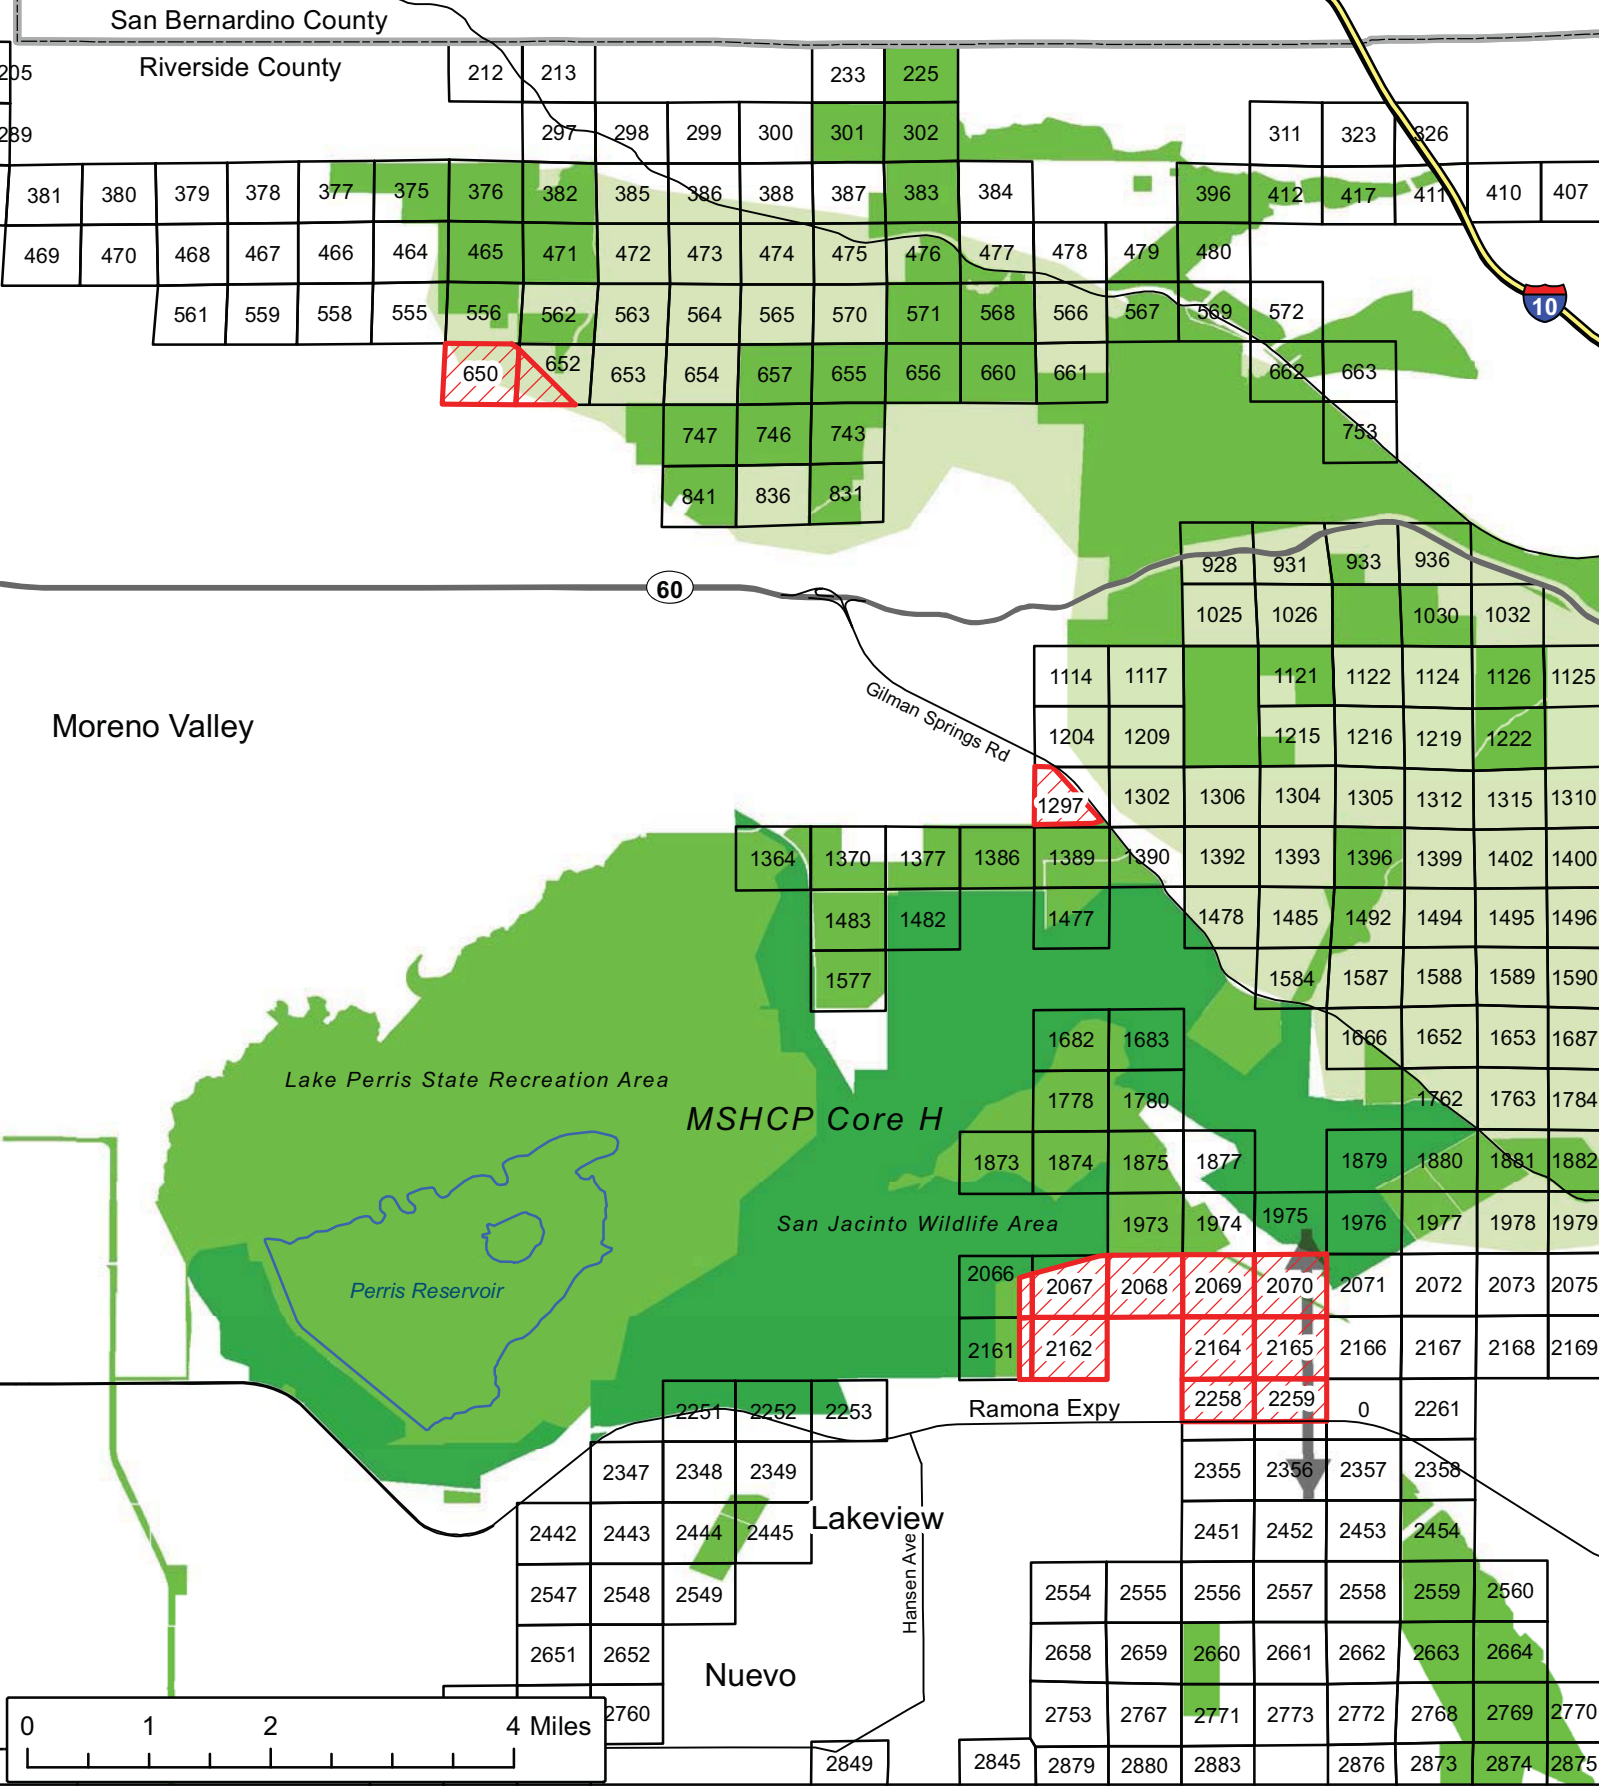 San Bernardino County
Riverside County
205 212 213 233 225
289 297 298 299 300 301 302 311 323 326
381 380 379 378 377 375 376 382 385 386 388 387 383 384 396 412 417 411 410 407
469 470 468 467 466 464 465 471 472 473 474 475 476 477 478 479 480
561 559 558 555 556 562 563 564 565 570 571 568 566 567 569 572 10
650 652 653 654 657 655 656 660 661 662 663
747 746 743 753
841 836 831
928 931 933 936
60
1025 1026 1030 1032
1114 1117 1121 1122 1124 1126 1125
Gilman Springs Rd
Moreno Valley
1204 1209 1215 1216 1219 1222
1297 1302 1306 1304 1305 1312 1315 1310
1364 1370 1377 1386 1389 1390 1392 1393 1396 1399 1402 1400
1483 1482 1477 1478 1485 1492 1494 1495 1496
1577 1584 1587 1588 1589 1590
1682 1683 1666 1652 1653 1687
Lake Perris State Recreation Area
MSHCP Core H
1778 1780 1762 1763 1784
1873 1874 1875 1877 1879 1880 1881 1882
San Jacinto Wildlife Area
1973 1974 1975 1976 1977 1978 1979
Perris Reservoir
2066 2067 2068 2069 2070 2071 2072 2073 2075
2161 2162 2164 2165 2166 2167 2168 2169
Ramona Expy
2251 2252 2253 2258 2259 0 2261
2347 2348 2349 2355 2356 2357 2358
Lakeview
2442 2443 2444 2445 2451 2452 2453 2454
Hansen Ave
2547 2548 2549 2554 2555 2556 2557 2558 2559 2560
2651 2652 2658 2659 2660 2661 2662 2663 2664
Nuevo
2760 2753 2767 2771 2773 2772 2768 2769 2770
0 1 2 4 Miles
2849 2845 2879 2880 2883 2876 2873 2874 2875